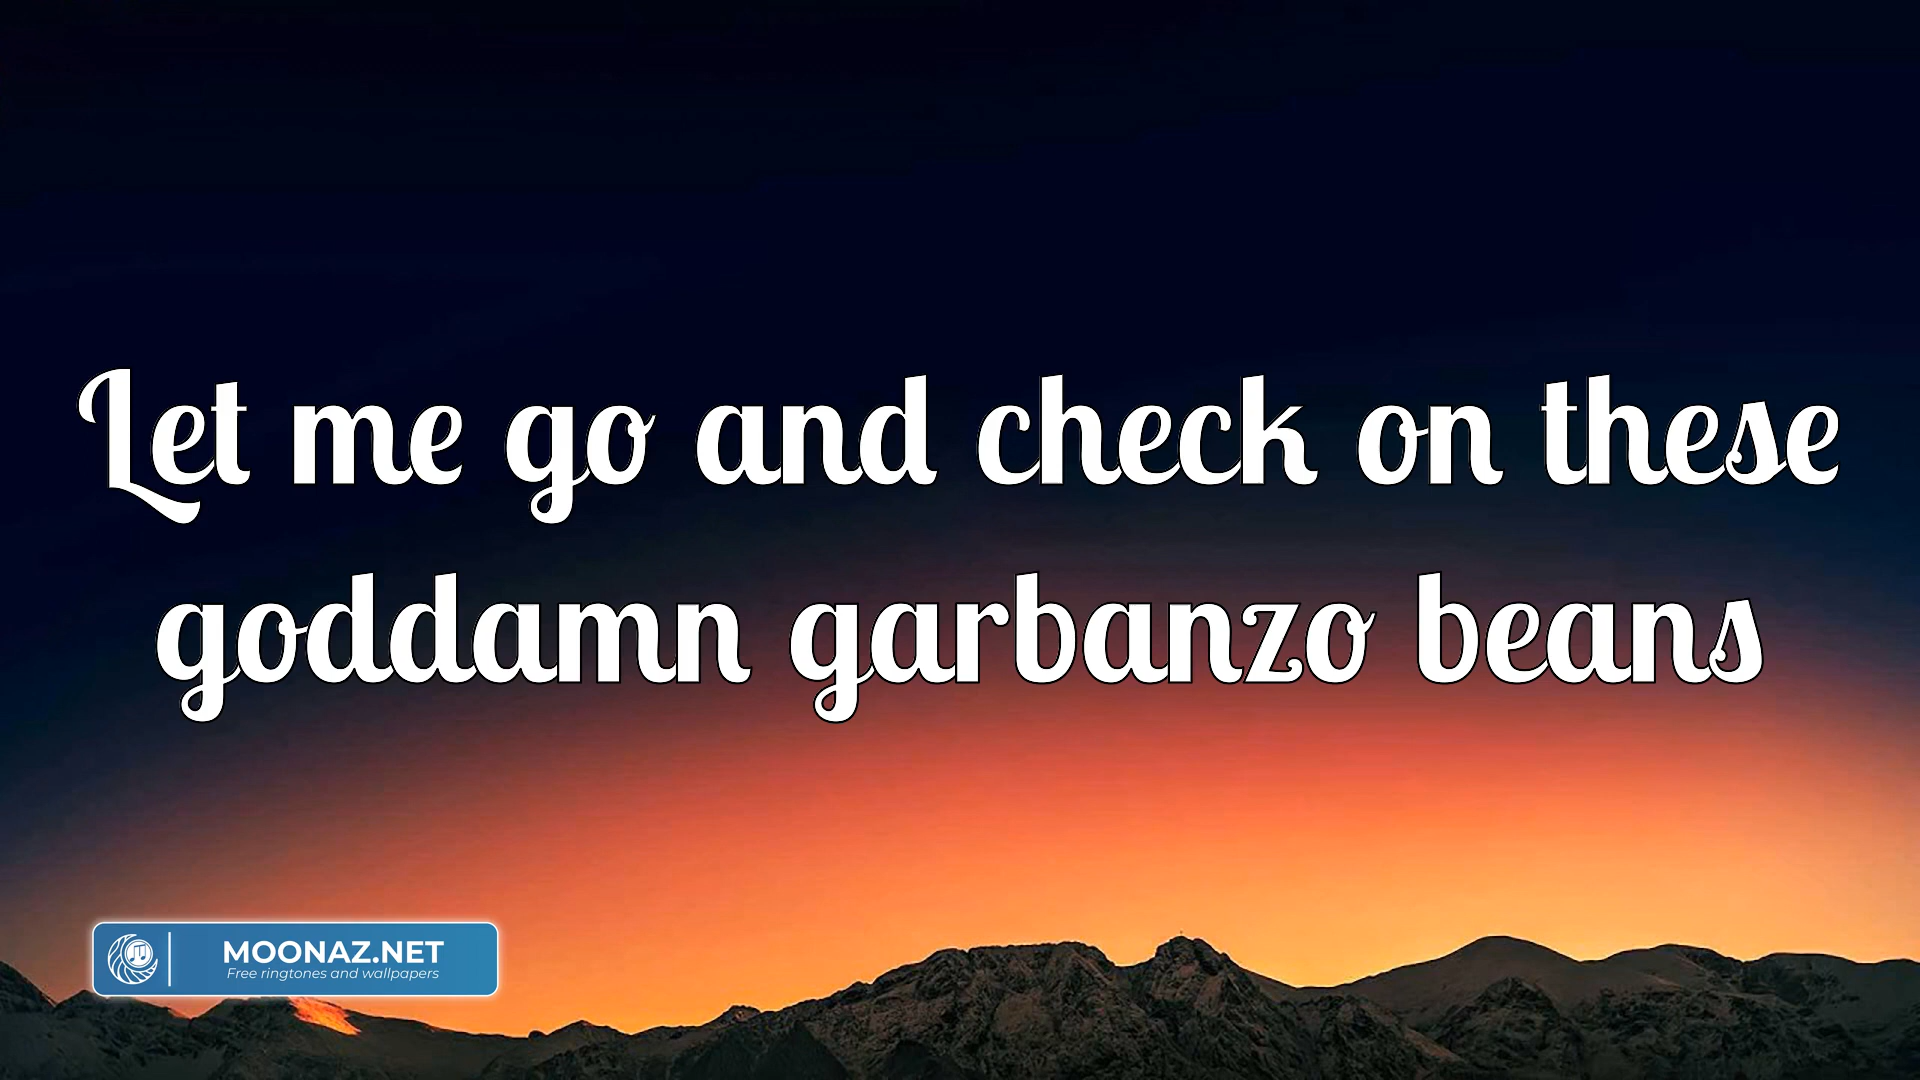 Let me go and check on these
goddamn garbanzo beans
MOONAZ.NET
Free ringtones and wallpapers